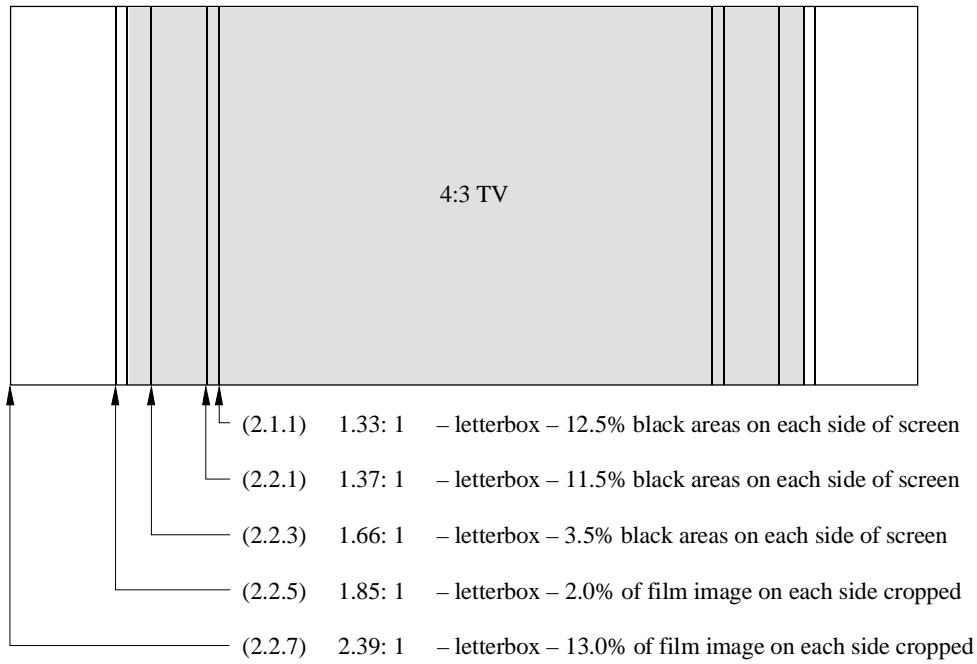 4:3 TV
(2.1.1) 1.33: 1 – letterbox – 12.5% black areas on each side of screen
(2.2.1) 1.37: 1 – letterbox – 11.5% black areas on each side of screen
(2.2.3) 1.66: 1 – letterbox – 3.5% black areas on each side of screen
(2.2.5) 1.85: 1 – letterbox – 2.0% of film image on each side cropped
(2.2.7) 2.39: 1 – letterbox – 13.0% of film image on each side cropped